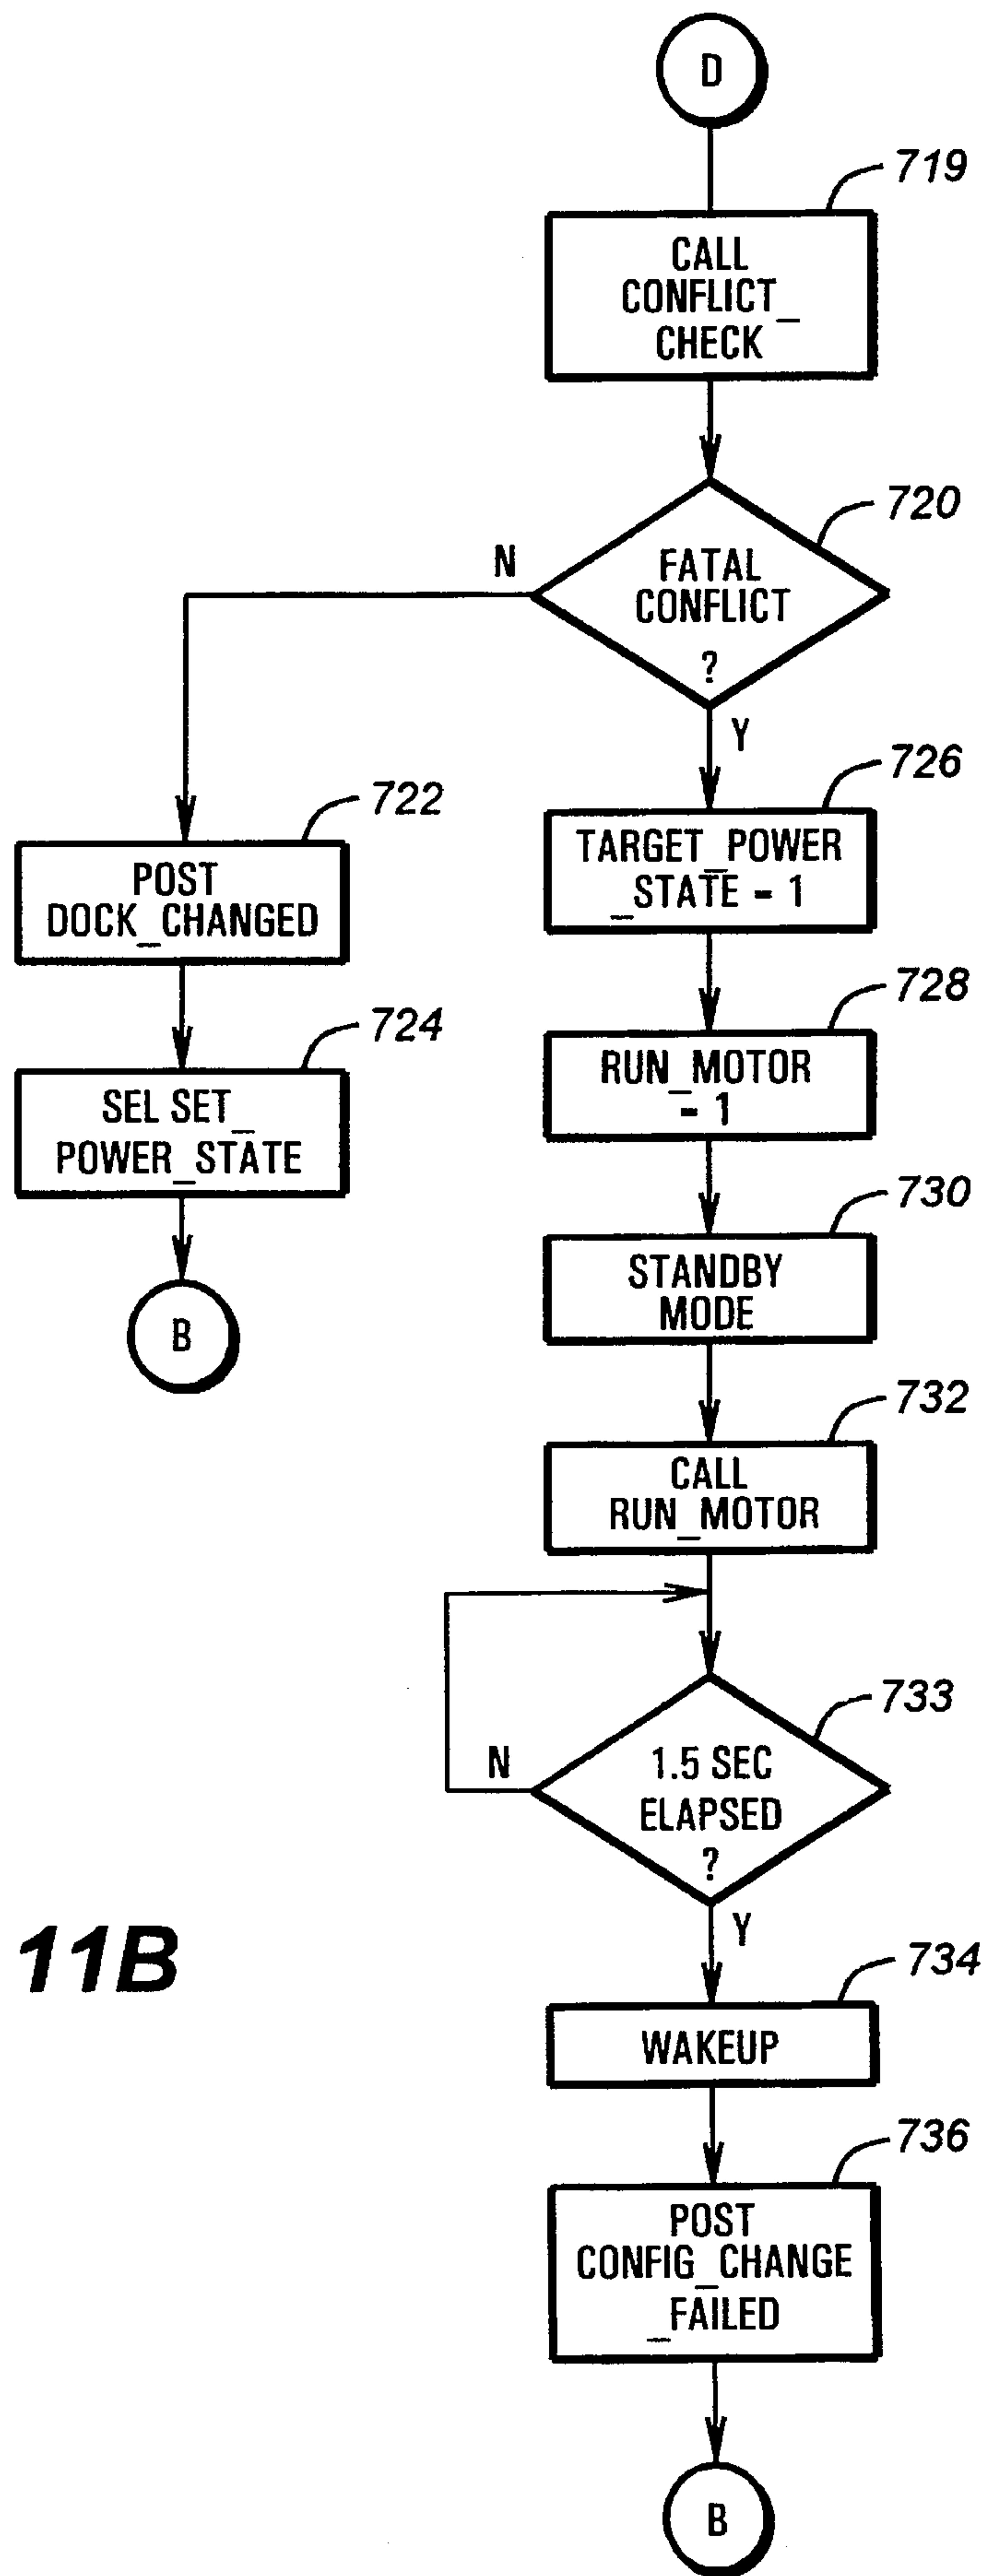 D
719
CALL
CONFLICT_
CHECK
720
FATAL
CONFLICT
?
N
Y
722
POST
DOCK_CHANGED
724
SEL SET_
POWER_STATE
B
726
TARGET_POWER
_STATE = 1
728
RUN_MOTOR
= 1
730
STANDBY
MODE
732
CALL
RUN_MOTOR
733
1.5 SEC
ELAPSED
?
N
Y
734
WAKEUP
736
POST
CONFIG_CHANGE
_FAILED
B
11B